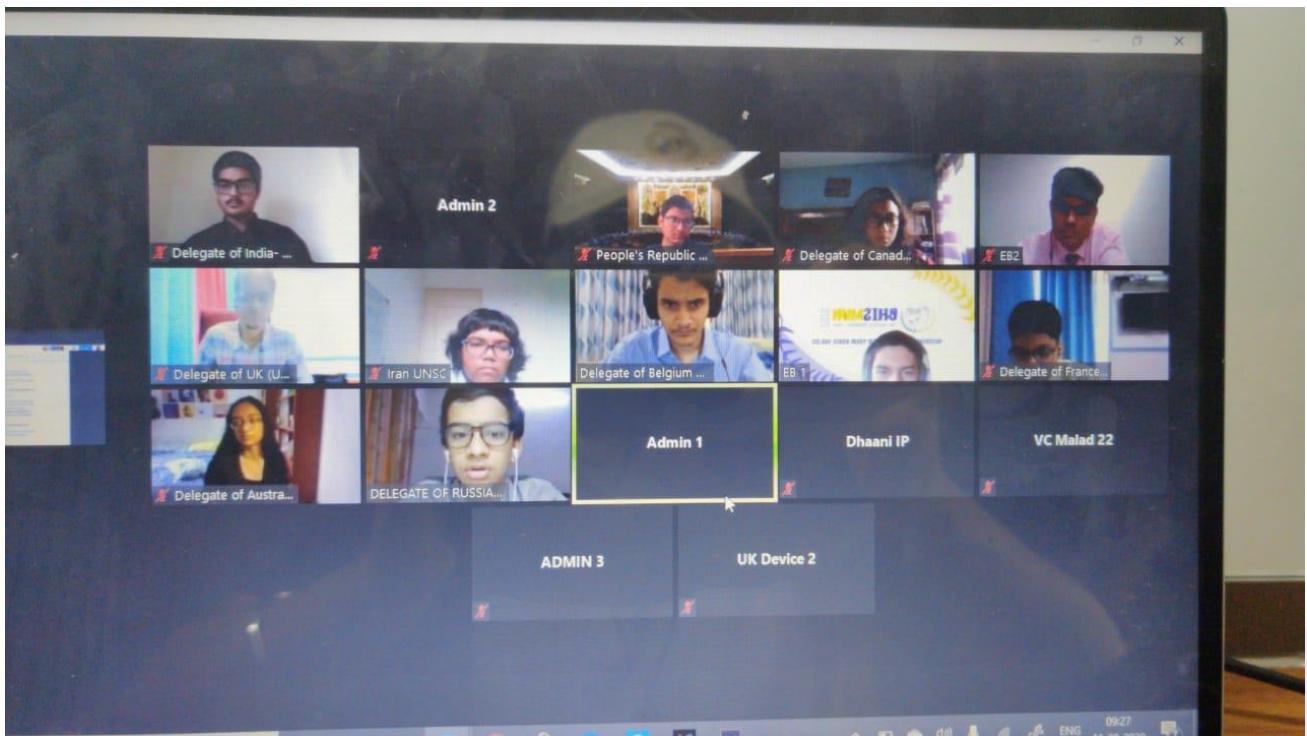 Admin 2
Delegate of India- ...
People's Republic ...
Delegate of Canad...
EB2
BHISMUN
Delegate of UK (U...
Iran UNSC
Delegate of Belgium ...
EB 1
Delegate of France...
Admin 1
Dhaani IP
VC Malad 22
Delegate of Austra...
DELEGATE OF RUSSIA...
ADMIN 3
UK Device 2
ENG
09:27